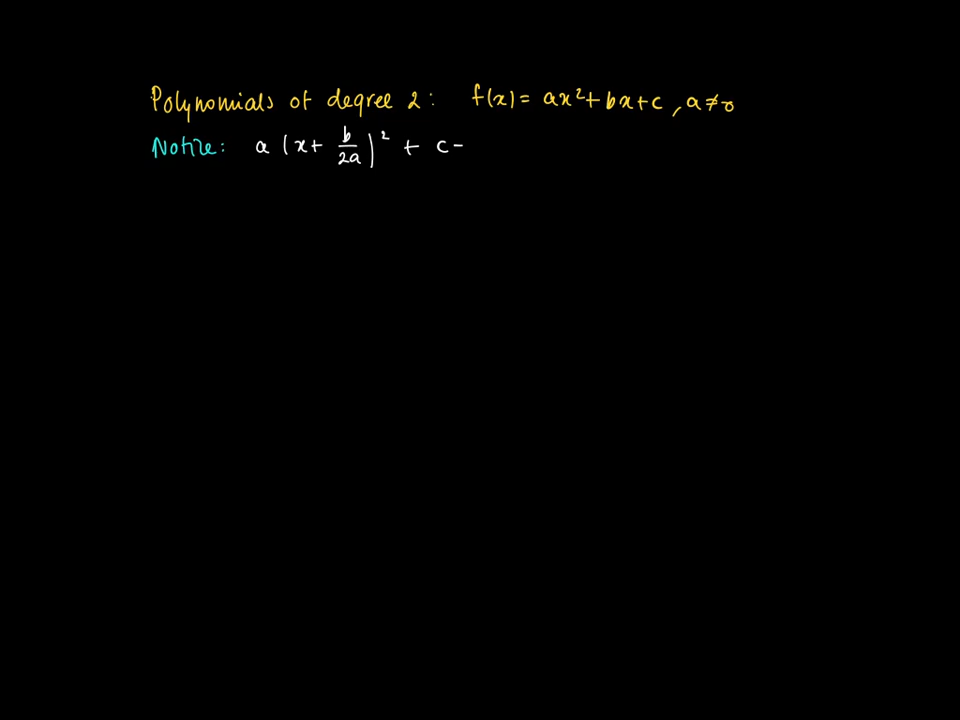 Polynomials of degree 2: f(x) = ax² + bx + c , a ≠ 0
Notice: a (x + b/2a)² + c -